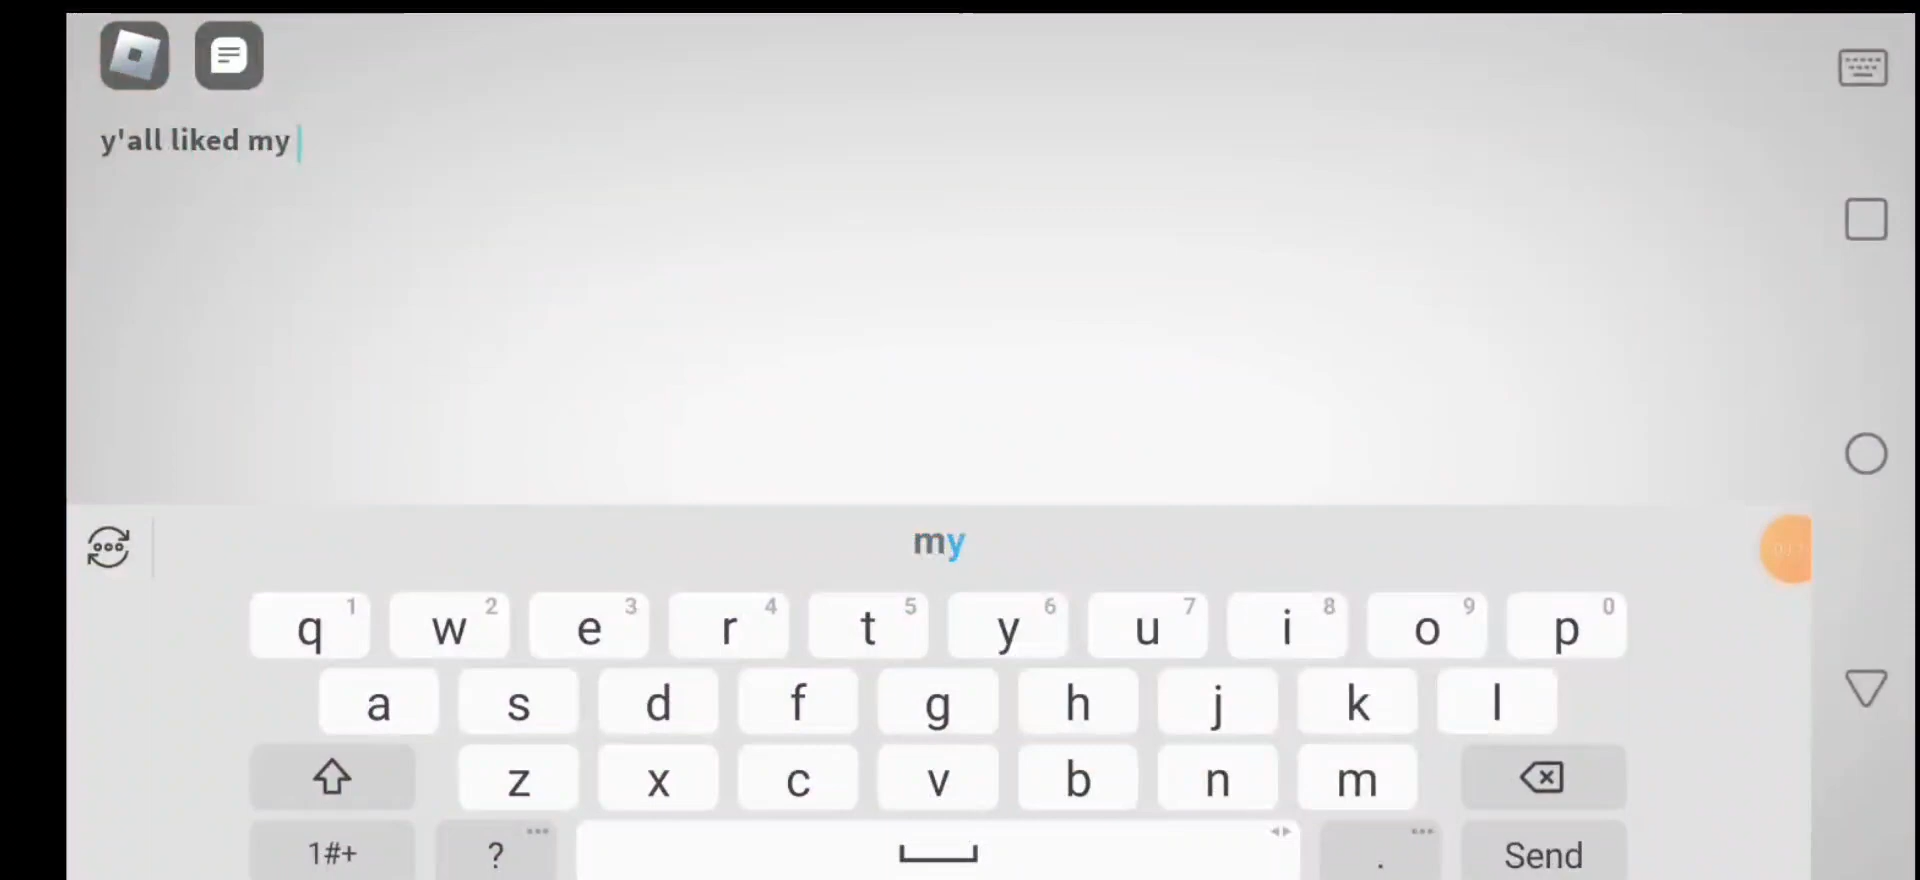 y'all liked my
my
q 1 w 2 e 3 r 4 t 5 y 6 u 7 i 8 o 9 p 0
a s d f g h j k l
z x c v b n m
1#+ ? . Send